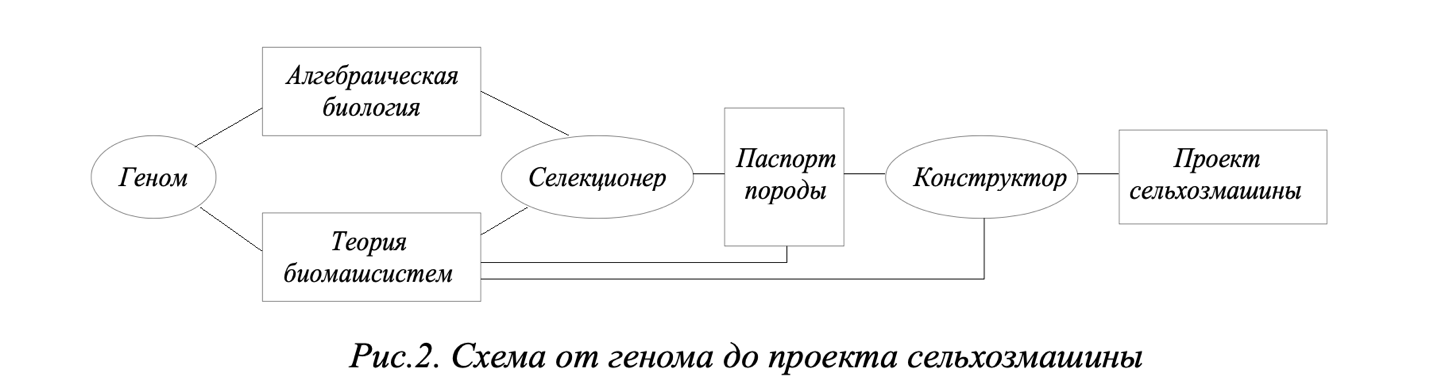 Алгебраическая
биология
Геном
Селекционер
Паспорт
породы
Конструктор
Проект
сельхозмашины
Теория
биомашсистем
Рис.2. Схема от генома до проекта сельхозмашины